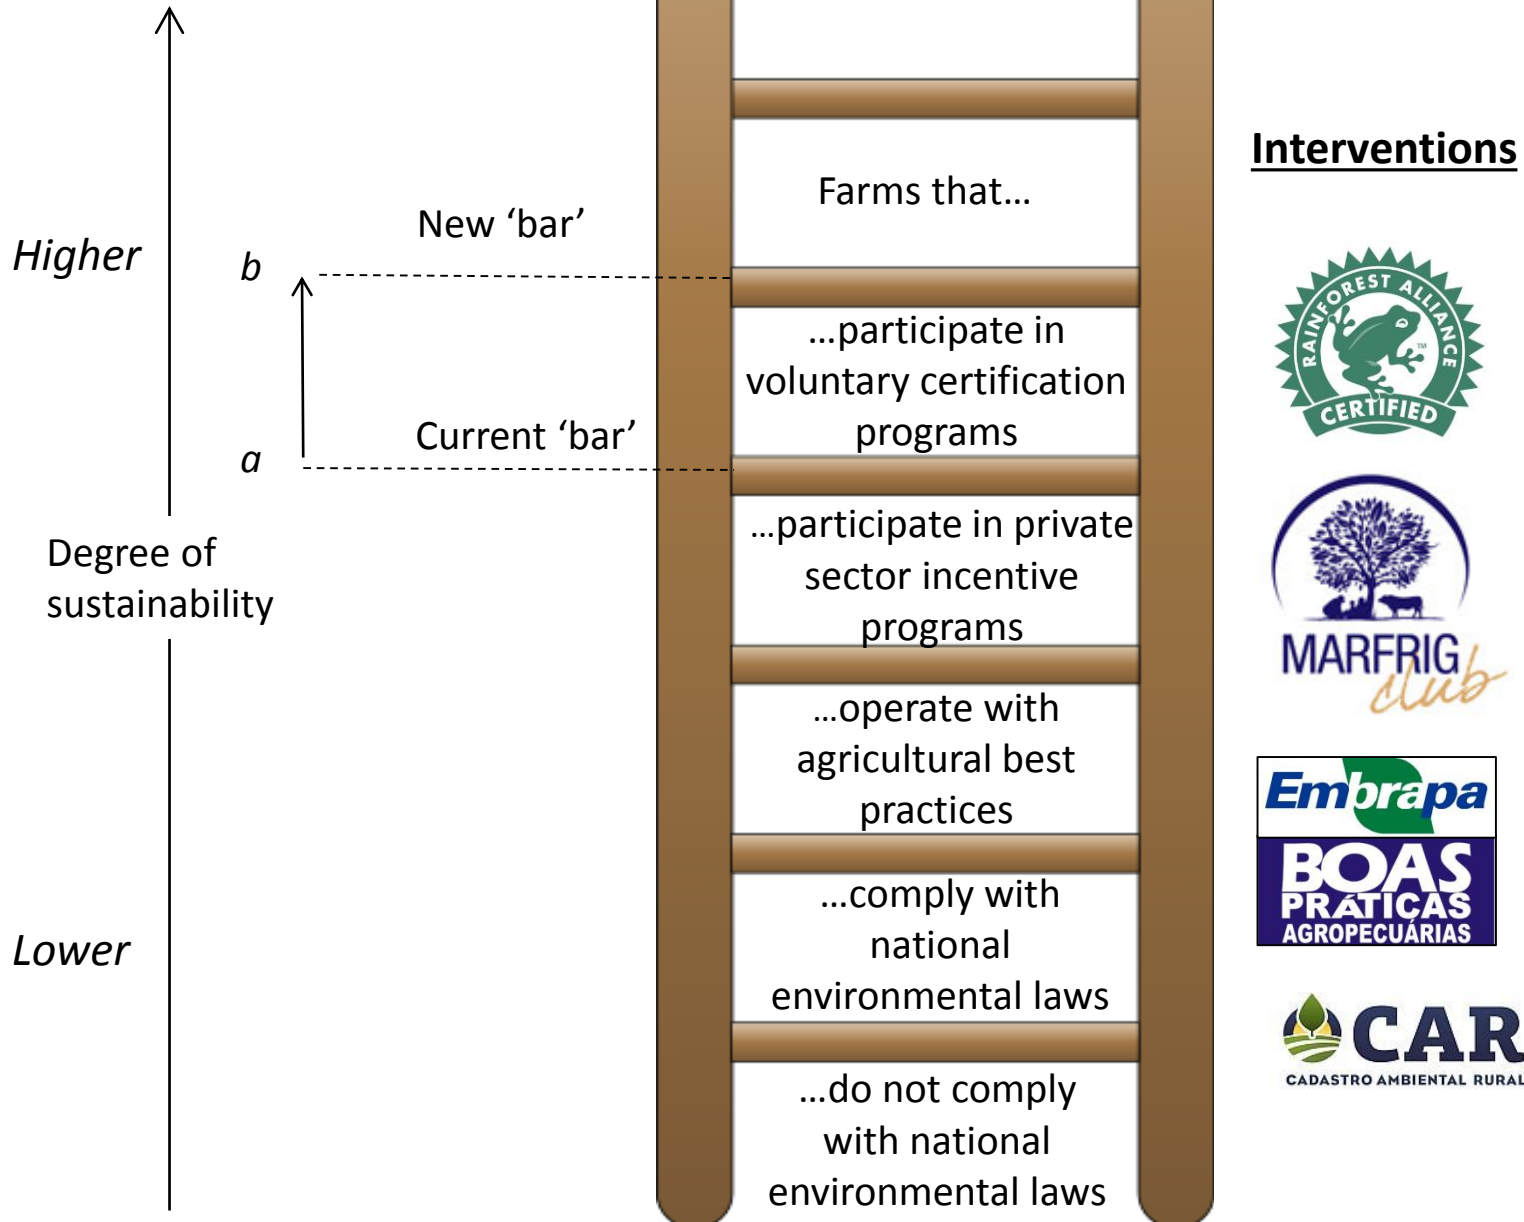 Higher
Degree of
sustainability
Lower
b
a
New ‘bar’
Current ‘bar’
Farms that…
…participate in
voluntary certification
programs
…participate in private
sector incentive
programs
…operate with
agricultural best
practices
…comply with
national
environmental laws
…do not comply
with national
environmental laws
Interventions
RAINFOREST ALLIANCE
TM
CERTIFIED
MARFRIG
club
Embrapa
BOAS
PRÁTICAS
AGROPECUÁRIAS
CAR
CADASTRO AMBIENTAL RURAL